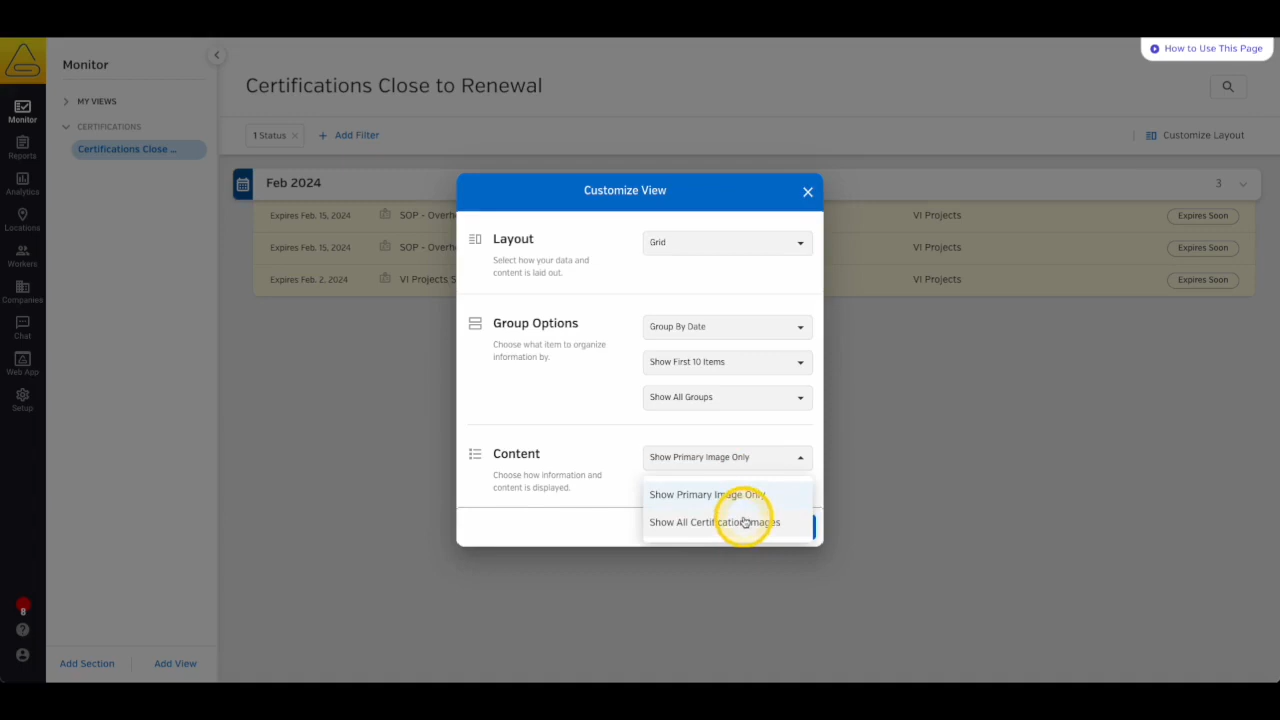 How to Use This Page
Monitor
Certifications Close to Renewal
MY VIEWS
CERTIFICATIONS
Certifications Close ...
1 Status
Add Filter
Customize Layout
Monitor
Reports
Analytics
Locations
Workers
Companies
Chat
Web App
Setup
8
Add Section
Add View
Feb 2024
3
Expires Feb. 15, 2024
SOP - Overh
VI Projects
Expires Soon
Expires Feb. 15, 2024
SOP - Overh
VI Projects
Expires Soon
Expires Feb. 2. 2024
VI Projects S
VI Projects
Expires Soon
Customize View
Layout
Select how your data and
content is laid out.
Grid
Group Options
Choose what item to organize
information by.
Group By Date
Show First 10 Items
Show All Groups
Content
Choose how information and
content is displayed.
Show Primary Image Only
Show Primary Image Only
Show All Certification Images